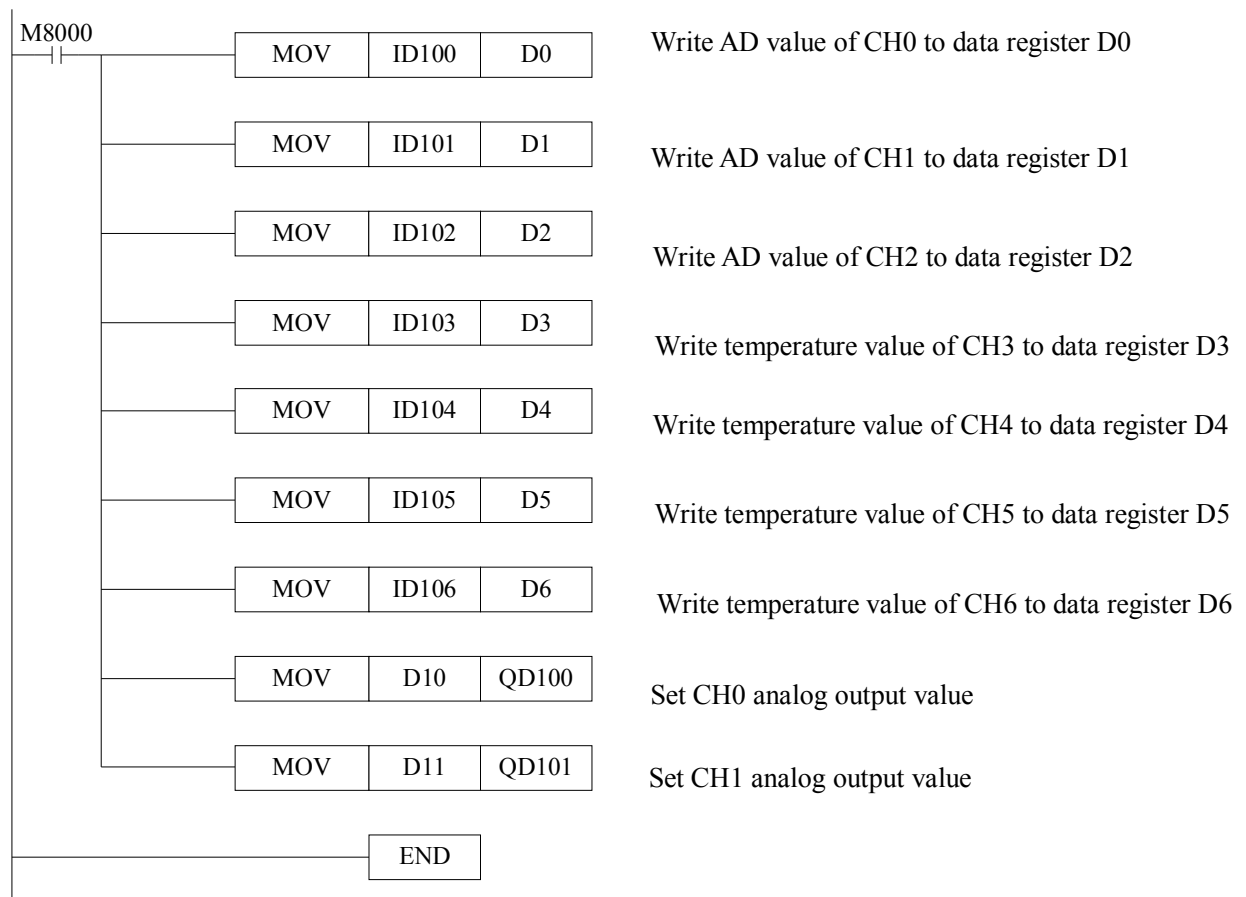 M8000
MOV ID100 D0 Write AD value of CH0 to data register D0
MOV ID101 D1 Write AD value of CH1 to data register D1
MOV ID102 D2 Write AD value of CH2 to data register D2
MOV ID103 D3 Write temperature value of CH3 to data register D3
MOV ID104 D4 Write temperature value of CH4 to data register D4
MOV ID105 D5 Write temperature value of CH5 to data register D5
MOV ID106 D6 Write temperature value of CH6 to data register D6
MOV D10 QD100 Set CH0 analog output value
MOV D11 QD101 Set CH1 analog output value
END